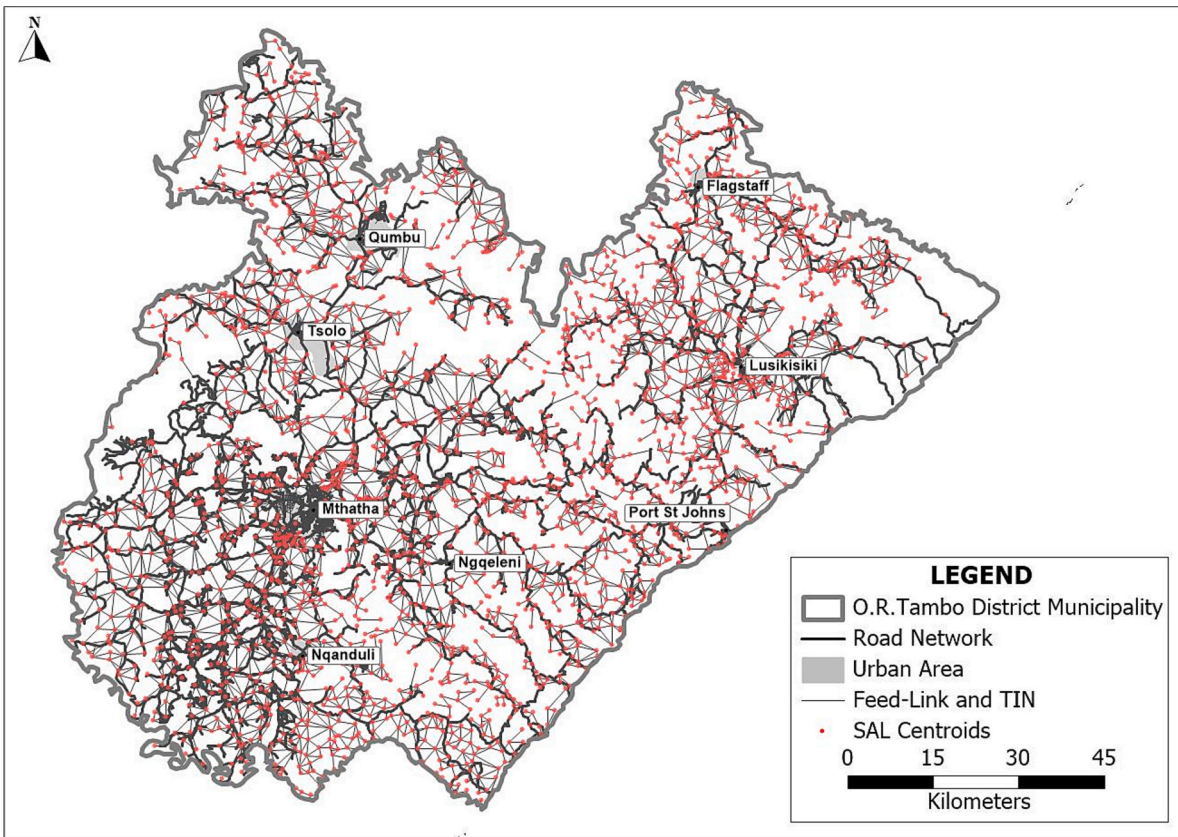 N
Flagstaff
Qumbu
Tsolo
Lusikisiki
Mthatha
Port St Johns
Ngqeleni
Nqanduli
LEGEND
O.R.Tambo District Municipality
Road Network
Urban Area
Feed-Link and TIN
SAL Centroids
0 15 30 45
Kilometers